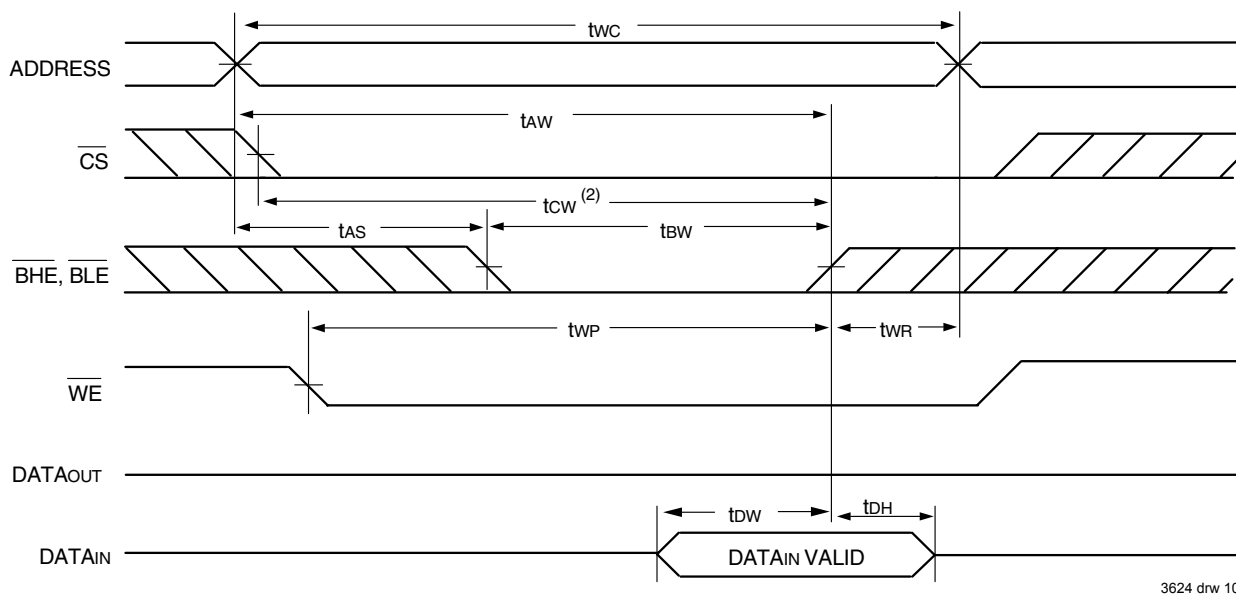 tWC
ADDRESS
tAW
CS
tCW (2)
tAS
tBW
BHE, BLE
tWP
tWR
WE
DATAOUT
tDW
tDH
DATAIN
DATAIN VALID
3624 drw 10